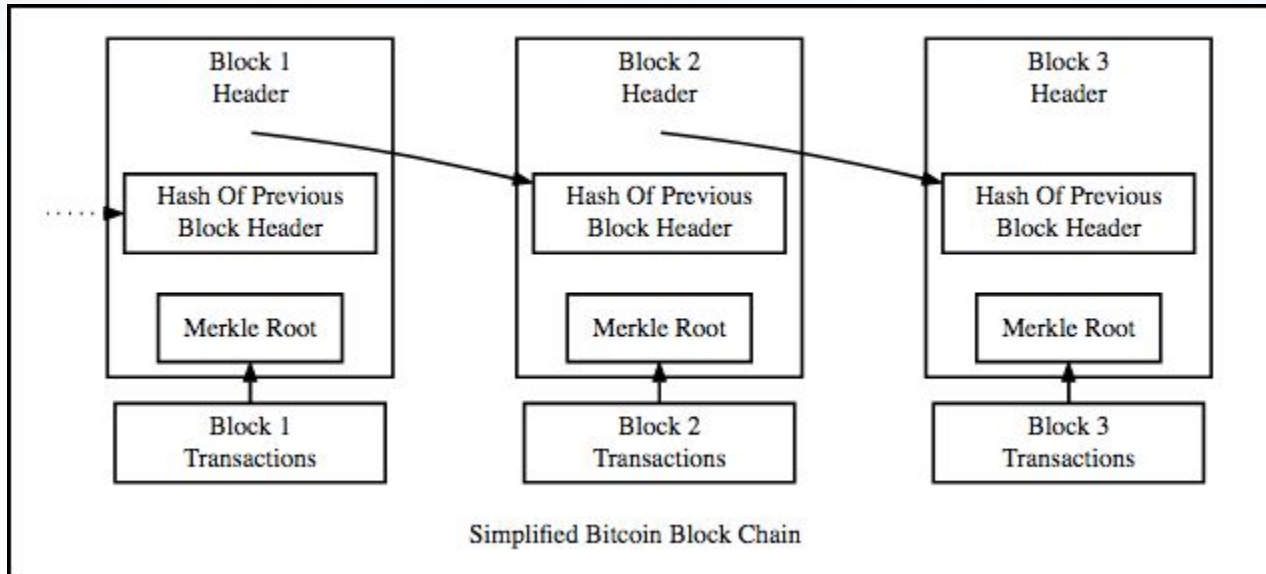 Block 1
Header
Hash Of Previous
Block Header
Merkle Root
Block 1
Transactions
Block 2
Header
Hash Of Previous
Block Header
Merkle Root
Block 2
Transactions
Block 3
Header
Hash Of Previous
Block Header
Merkle Root
Block 3
Transactions
Simplified Bitcoin Block Chain